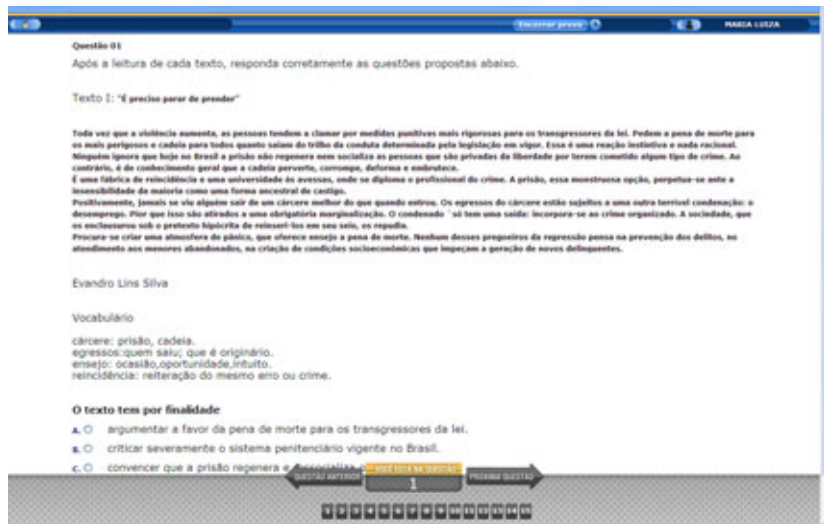 Encerrar prova
MARIA LUIZA
Questão 01
Após a leitura de cada texto, responda corretamente as questões propostas abaixo.
Texto I: "É preciso parar de prender"
Toda vez que a violência aumenta, as pessoas tendem a clamar por medidas punitivas mais rigorosas para os transgressores da lei. Pedem a pena de morte para
os mais perigosos e cadeia para todos quanto saiam do trilho da conduta determinada pela legislação em vigor. Essa é uma reação instintiva e nada racional.
Ninguém ignora que hoje no Brasil a prisão não regenera nem socializa as pessoas que são privadas da liberdade por terem cometido algum tipo de crime. Ao
contrário, é de conhecimento geral que a cadeia perverte, corrompe, deforma e embrutece.
É uma fábrica de reincidência e uma universidade às avessas, onde se diploma o profissional do crime. A prisão, essa monstruosa opção, perpetua-se ante a
insensibilidade da maioria como uma forma ancestral de castigo.
Positivamente, jamais se viu alguém sair de um cárcere melhor do que quando entrou. Os egressos do cárcere estão sujeitos a uma outra terrível condenação: o
desemprego. Pior que isso são atirados a uma obrigatória marginalização. O condenado ´só tem uma saída: incorpora-se ao crime organizado. A sociedade, que
os enclausurou sob o pretexto hipócrita de reinseri-los em seu seio, os repudia.
Procura-se criar uma atmosfera de pânico, que oferece ensejo a pena de morte. Nenhum desses pregoeiros da repressão pensa na prevenção dos delitos, no
atendimento aos menores abandonados, na criação de condições socioeconômicas que impeçam a geração de novos delinquentes.
Evandro Lins Silva
Vocabulário
cárcere: prisão, cadeia.
egressos:quem saiu; que é originário.
ensejo: ocasião,oportunidade,intuito.
reincidência: reiteração do mesmo erro ou crime.
O texto tem por finalidade
A. argumentar a favor da pena de morte para os transgressores da lei.
B. criticar severamente o sistema penitenciário vigente no Brasil.
C. convencer que a prisão regenera e
QUESTÃO ANTERIOR
VOCÊ ESTÁ NA QUESTÃO
1
PRÓXIMA QUESTÃO
1 2 3 4 5 6 7 8 9 10 11 12 13 14 15